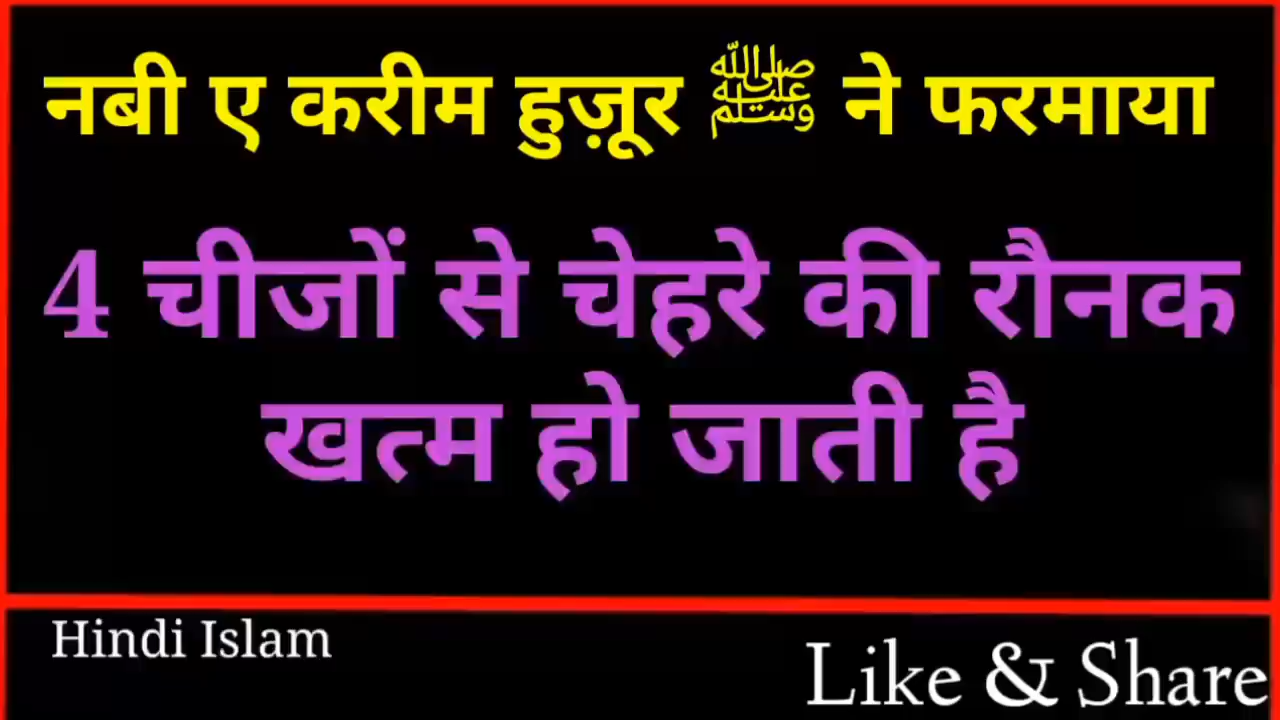 नबी ए करीम हुज़ूर ﷺ ने फरमाया
4 चीजों से चेहरे की रौनक
खत्म हो जाती है
Hindi Islam
Like & Share